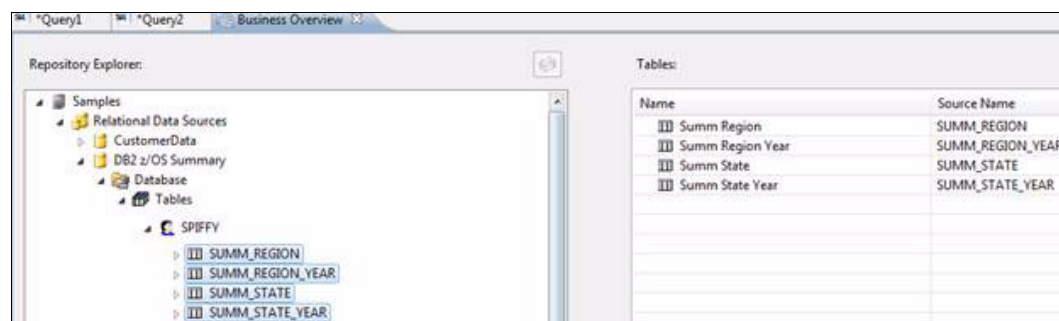 *Query1 *Query2 Business Overview
Repository Explorer: Tables:
Samples
Relational Data Sources
CustomerData
DB2 z/OS Summary
Database
Tables
SPIFFY
SUMM_REGION
SUMM_REGION_YEAR
SUMM_STATE
SUMM_STATE_YEAR
Name Source Name
Summ Region SUMM_REGION
Summ Region Year SUMM_REGION_YEAR
Summ State SUMM_STATE
Summ State Year SUMM_STATE_YEAR